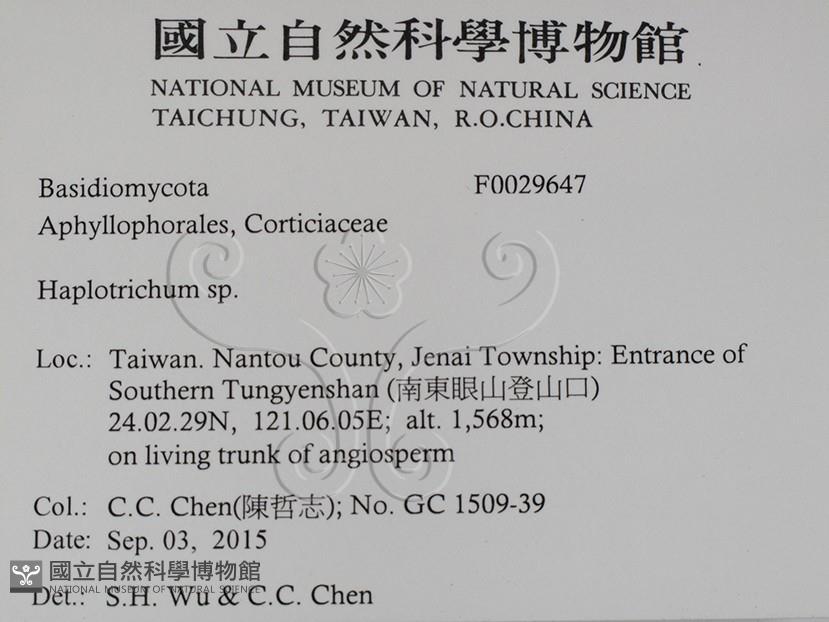 國立自然科學博物館
NATIONAL MUSEUM OF NATURAL SCIENCE
TAICHUNG, TAIWAN, R.O.CHINA
Basidiomycota F0029647
Aphyllophorales, Corticiaceae
Haplotrichum sp.
Loc.: Taiwan. Nantou County, Jenai Township: Entrance of
Southern Tungyenshan (南東眼山登山口)
24.02.29N, 121.06.05E; alt. 1,568m;
on living trunk of angiosperm
Col.: C.C. Chen(陳哲志); No. GC 1509-39
Date: Sep. 03, 2015
國立自然科學博物館
NATIONAL MUSEUM OF NATURAL SCIENCE
Det.: S.H. Wu & C.C. Chen